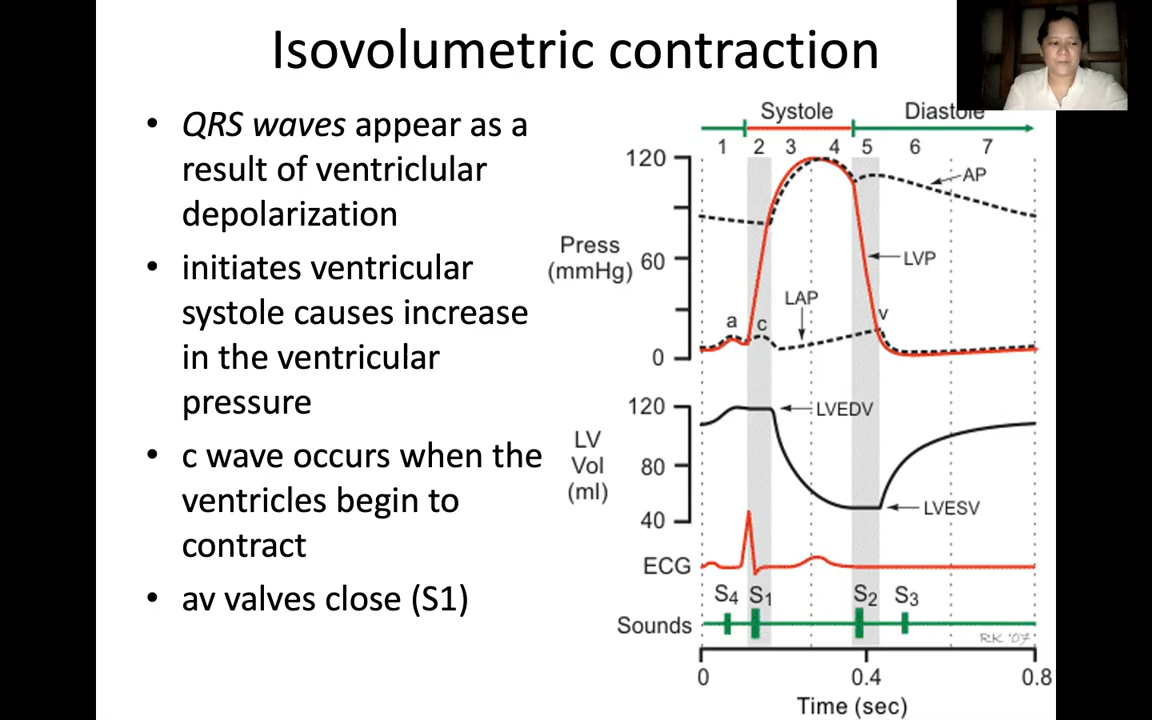 Isovolumetric contraction
• QRS waves appear as a
result of ventriclular
depolarization
• initiates ventricular
systole causes increase
in the ventricular
pressure
• c wave occurs when the
ventricles begin to
contract
• av valves close (S1)
Systole
Diastole
1 2 3 4 5 6 7
120
AP
Press
(mmHg)
60
LVP
LAP
a
c
v
0
120
LVEDV
LV
Vol
(ml)
80
LVESV
40
ECG
S4 S1 S2 S3
Sounds
RK '07
0 0.4 0.8
Time (sec)